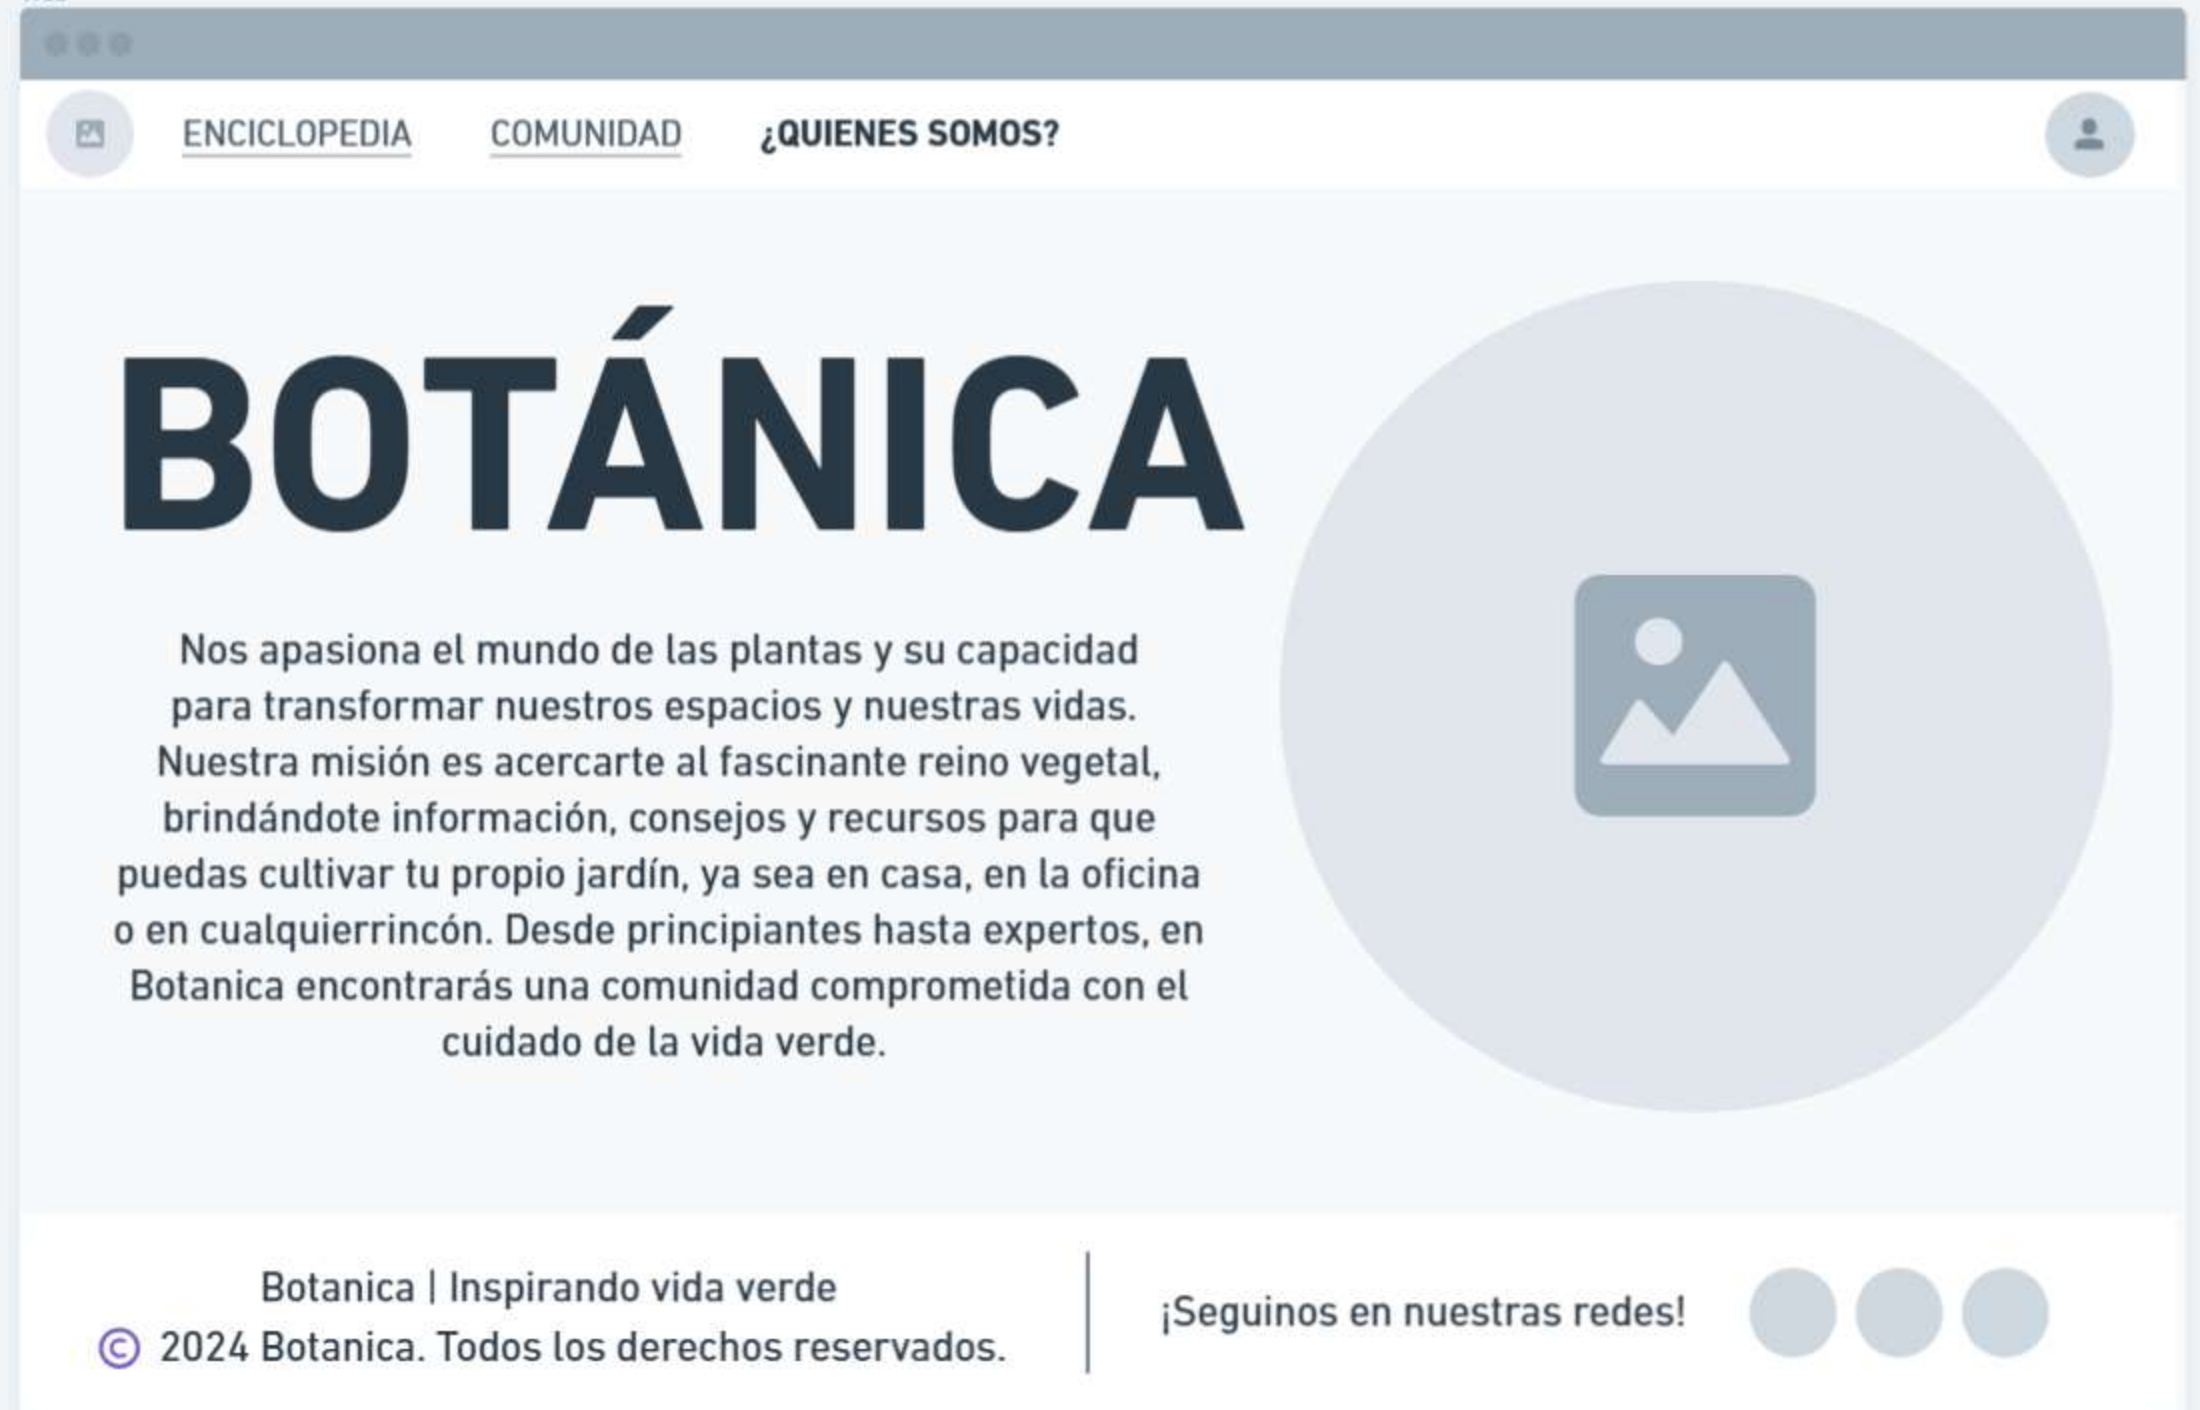 ENCICLOPEDIA COMUNIDAD ¿QUIENES SOMOS?
BOTÁNICA
Nos apasiona el mundo de las plantas y su capacidad
para transformar nuestros espacios y nuestras vidas.
Nuestra misión es acercarte al fascinante reino vegetal,
brindándote información, consejos y recursos para que
puedas cultivar tu propio jardín, ya sea en casa, en la oficina
o en cualquierrincón. Desde principiantes hasta expertos, en
Botanica encontrarás una comunidad comprometida con el
cuidado de la vida verde.
Botanica | Inspirando vida verde
© 2024 Botanica. Todos los derechos reservados.
¡Seguinos en nuestras redes!